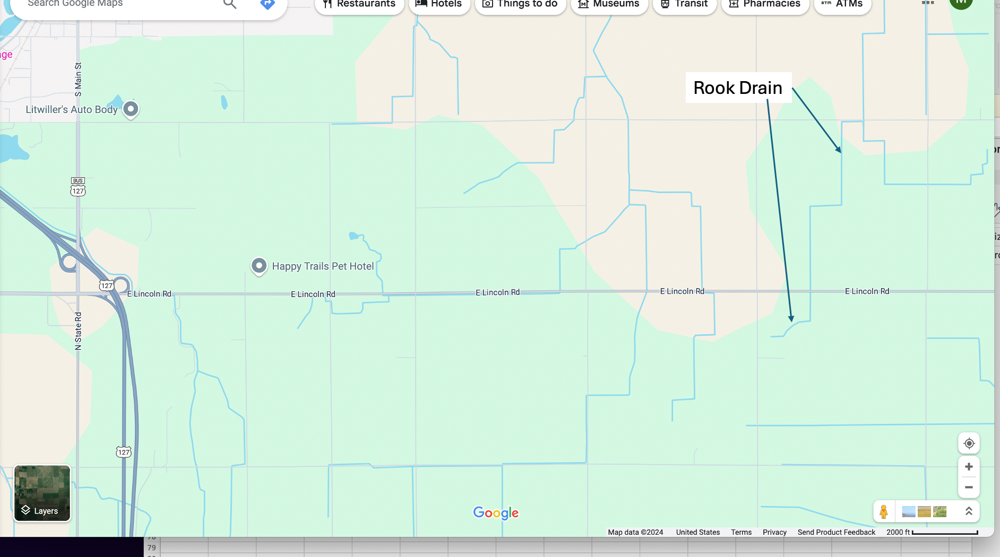 Search Google Maps
Restaurants
Hotels
Things to do
Museums
Transit
Pharmacies
ATM ATMs
M
age
S Main St
Rook Drain
Litwiller's Auto Body
BUS
127
Happy Trails Pet Hotel
127
E Lincoln Rd
E Lincoln Rd
E Lincoln Rd
E Lincoln Rd
E Lincoln Rd
N State Rd
127
Layers
Google
Map data ©2024 United States Terms Privacy Send Product Feedback 2000 ft
79